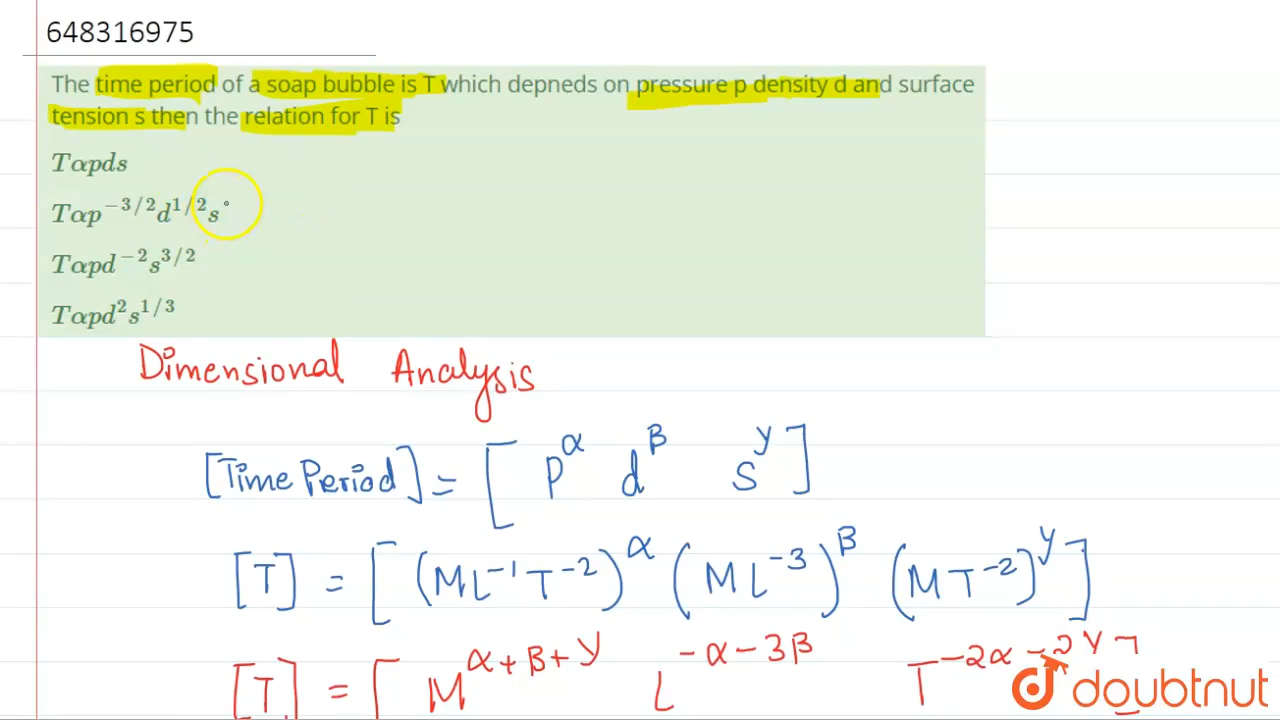 648316975
The time period of a soap bubble is T which depneds on pressure p density d and surface
tension s then the relation for T is
Tαpds
Tαp^{-3/2}d^{1/2}s
Tαpd^{-2}s^{3/2}
Tαpd^{2}s^{1/3}
Dimensional Analysis
[Time Period] = [ P^α d^β S^γ ]
[T] = [ (ML^{-1}T^{-2})^α (ML^{-3})^β (MT^{-2})^γ ]
[T] = [ M^{α+β+γ} L^{-α-3β} T^{-2α-2γ} ]
doubtnut